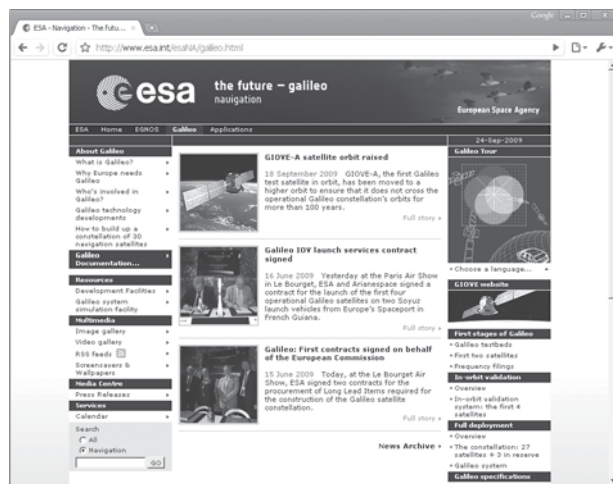 Google
ESA - Navigation - The Futu...
http://www.esa.int/esaNA/galileo.html
esa
the future – galileo
navigation
European Space Agency
ESA Home EGNOS Galileo Applications
24-Sep-2009
About Galileo
What is Galileo?
Why Europe needs
Galileo
Who's involved in
Galileo?
Galileo technology
developments
How to build up a
constellation of 30
navigation satellites
Galileo
Documentation...
Resources
Development Facilities
Galileo system
simulation facility
Multimedia
Image gallery
Video gallery
RSS feeds
Screensavers &
Wallpapers
Media Centre
Press Releases
Services
Calendar
Search
All
Navigation
GO
GIOVE-A satellite orbit raised
18 September 2009 GIOVE-A, the first Galileo
test satellite in orbit, has been moved to a
higher orbit to ensure that it does not cross the
operational Galileo constellation's orbits for
more than 100 years.
Full story
Galileo IOV launch services contract
signed
16 June 2009 Yesterday at the Paris Air Show
in Le Bourget, ESA and Arianespace signed a
contract for the launch of the first four
operational Galileo satellites on two Soyuz
launch vehicles from Europe's Spaceport in
French Guiana.
Full story
Galileo: First contracts signed on behalf
of the European Commission
15 June 2009 Today, at the Le Bourget Air
Show, ESA signed two contracts for the
procurement of Long Lead Items required for
the construction of the Galileo satellite
constellation.
Full story
News Archive
Galileo Tour
Choose a language...
GIOVE website
First stages of Galileo
Galileo testbeds
First two satellites
Frequency filings
In-orbit validation
Overview
In-orbit validation
system: the first 4
satellites
Full deployment
Overview
The constellation: 27
satellites + 3 in reserve
Galileo system
Galileo specifications